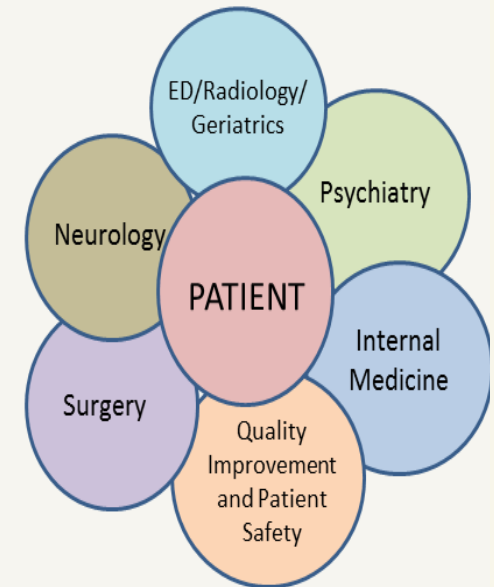 ED/Radiology/
Geriatrics
Psychiatry
Neurology
PATIENT
Internal
Medicine
Surgery
Quality
Improvement
and Patient
Safety